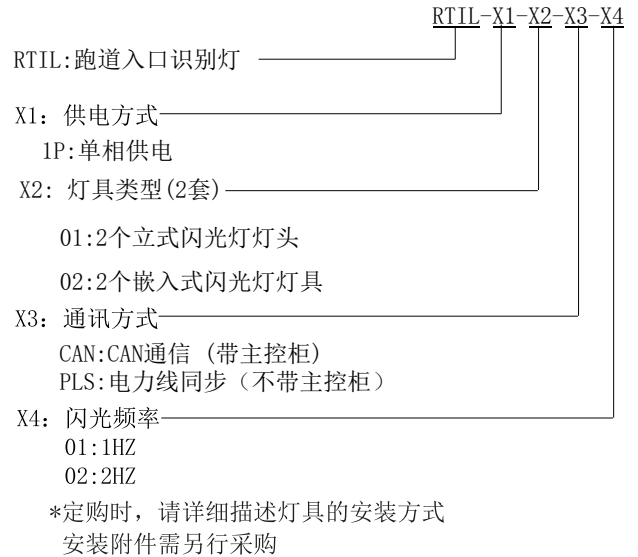 RTIL-X1-X2-X3-X4
RTIL:跑道入口识别灯
X1: 供电方式
1P:单相供电
X2: 灯具类型(2套)
01:2个立式闪光灯灯头
02:2个嵌入式闪光灯灯具
X3: 通讯方式
CAN:CAN通信 (带主控柜)
PLS:电力线同步（不带主控柜）
X4: 闪光频率
01:1HZ
02:2HZ
*定购时，请详细描述灯具的安装方式
安装附件需另行采购